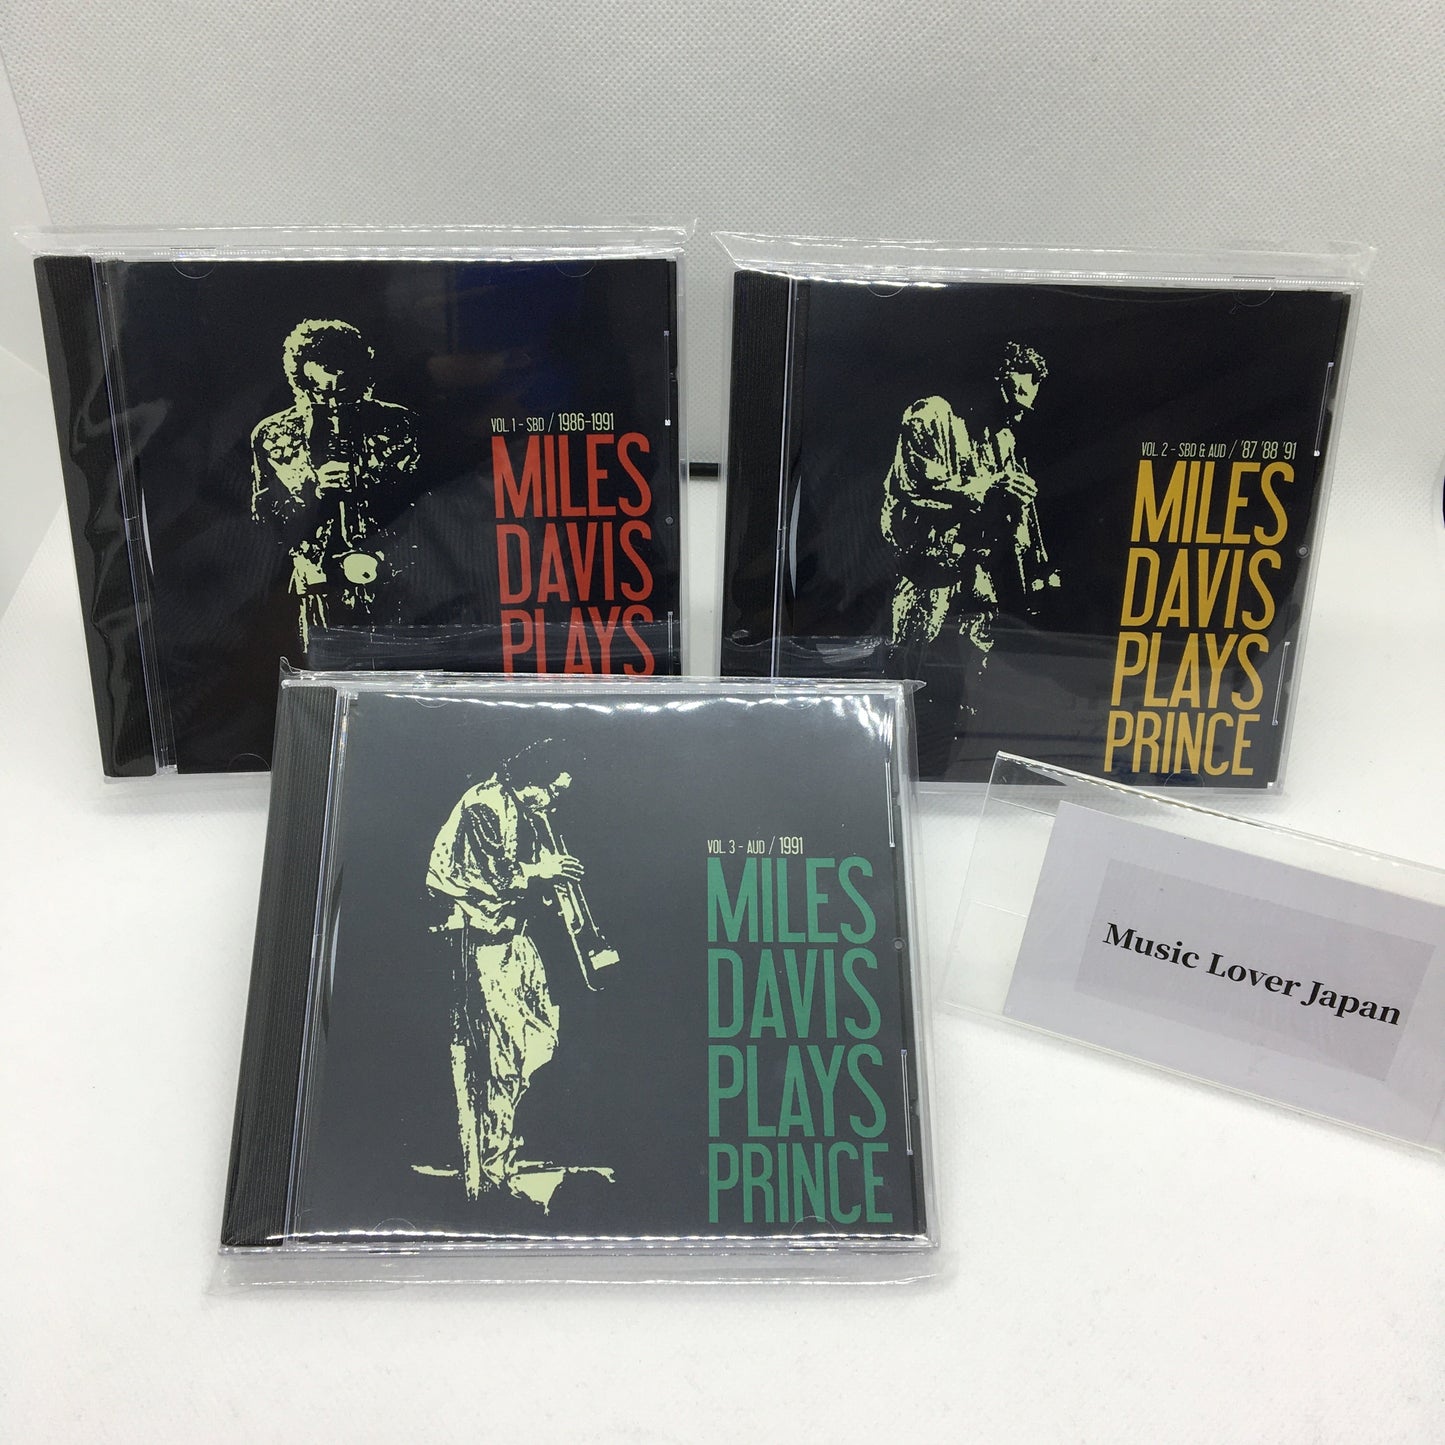 VOL. 1 - SBD / 1986-1991
MILES
DAVIS
PLAYS
VOL. 2 - SBD & AUD / '87 '88 '91
MILES
DAVIS
PLAYS
PRINCE
VOL. 3 - AUD / 1991
MILES
DAVIS
PLAYS
PRINCE
Music Lover Japan